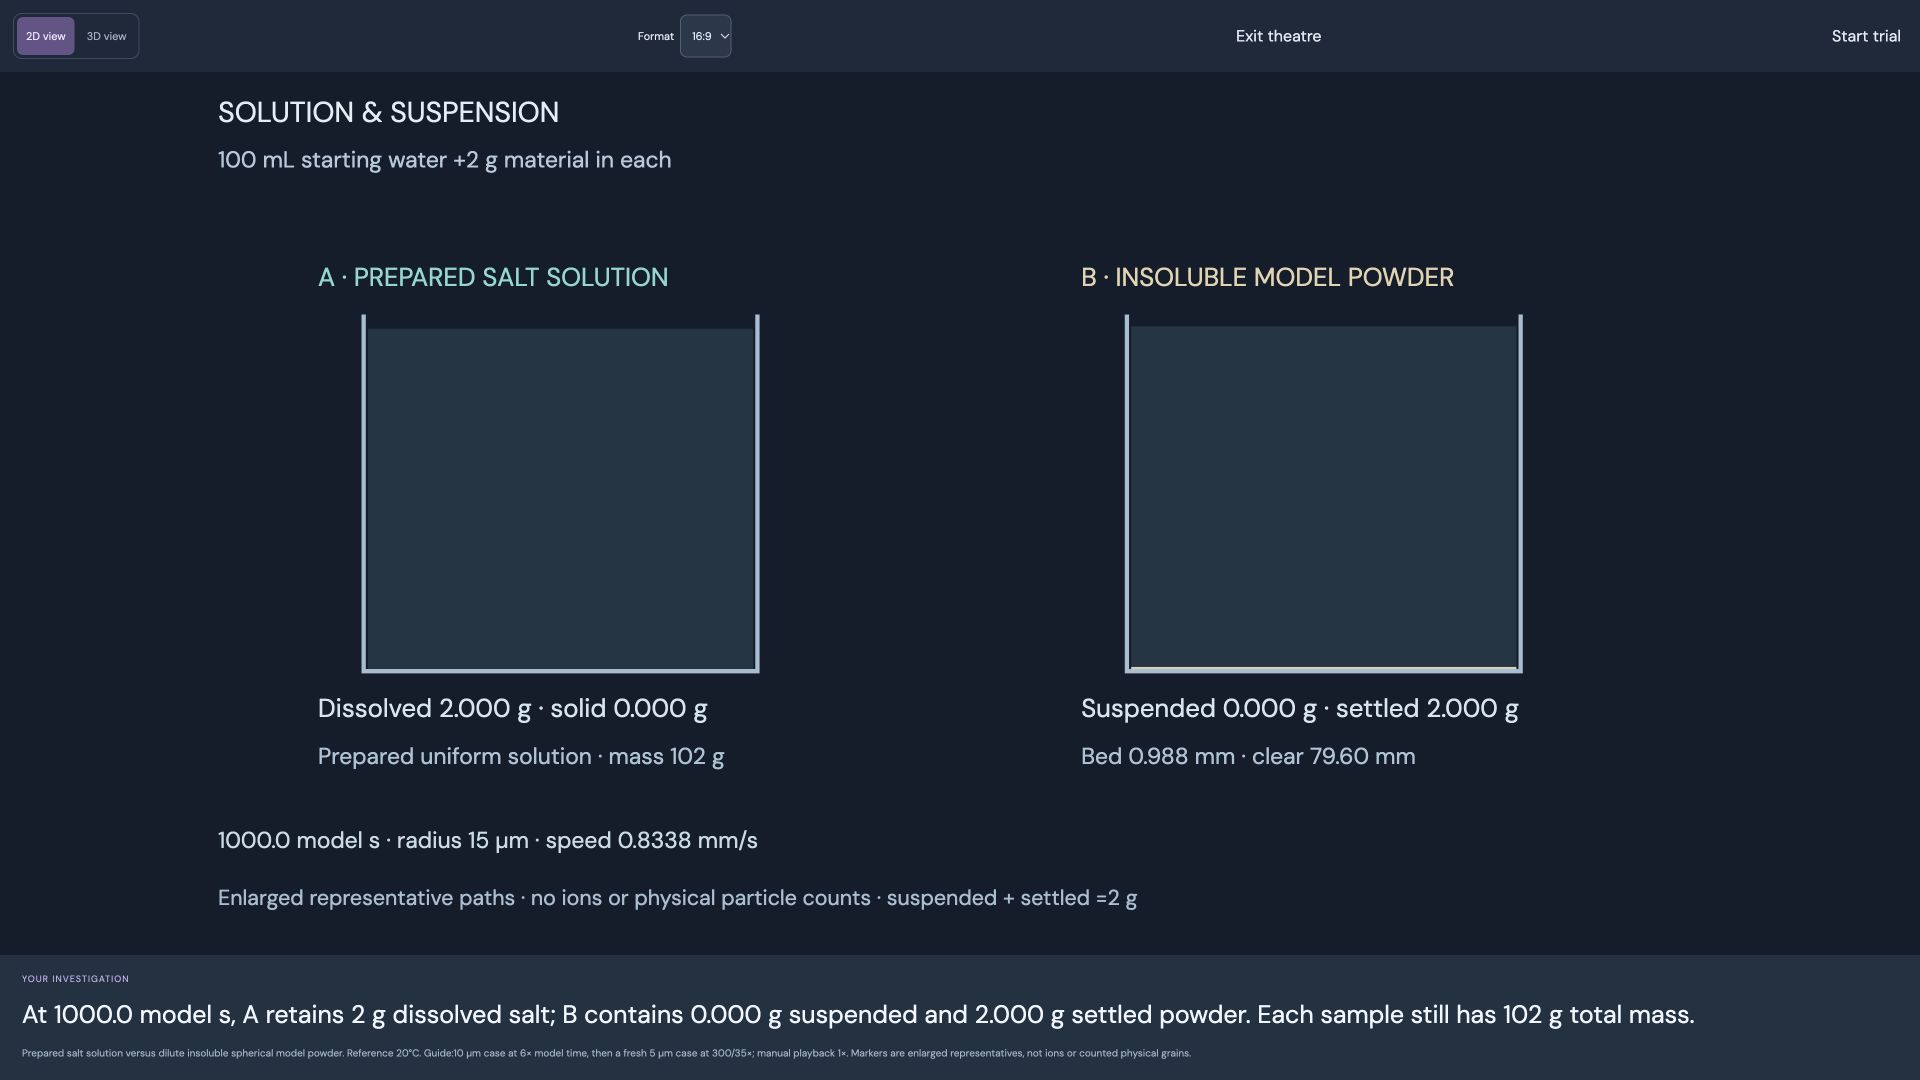 2D view
3D view
Format
16:9
Exit theatre
Start trial
SOLUTION & SUSPENSION
100 mL starting water +2 g material in each
A · PREPARED SALT SOLUTION
B · INSOLUBLE MODEL POWDER
Dissolved 2.000 g · solid 0.000 g
Suspended 0.000 g · settled 2.000 g
Prepared uniform solution · mass 102 g
Bed 0.988 mm · clear 79.60 mm
1000.0 model s · radius 15 µm · speed 0.8338 mm/s
Enlarged representative paths · no ions or physical particle counts · suspended + settled =2 g
YOUR INVESTIGATION
At 1000.0 model s, A retains 2 g dissolved salt; B contains 0.000 g suspended and 2.000 g settled powder. Each sample still has 102 g total mass.
Prepared salt solution versus dilute insoluble spherical model powder. Reference 20°C. Guide:10 µm case at 6× model time, then a fresh 5 µm case at 300/35×; manual playback 1×. Markers are enlarged representatives, not ions or counted physical grains.